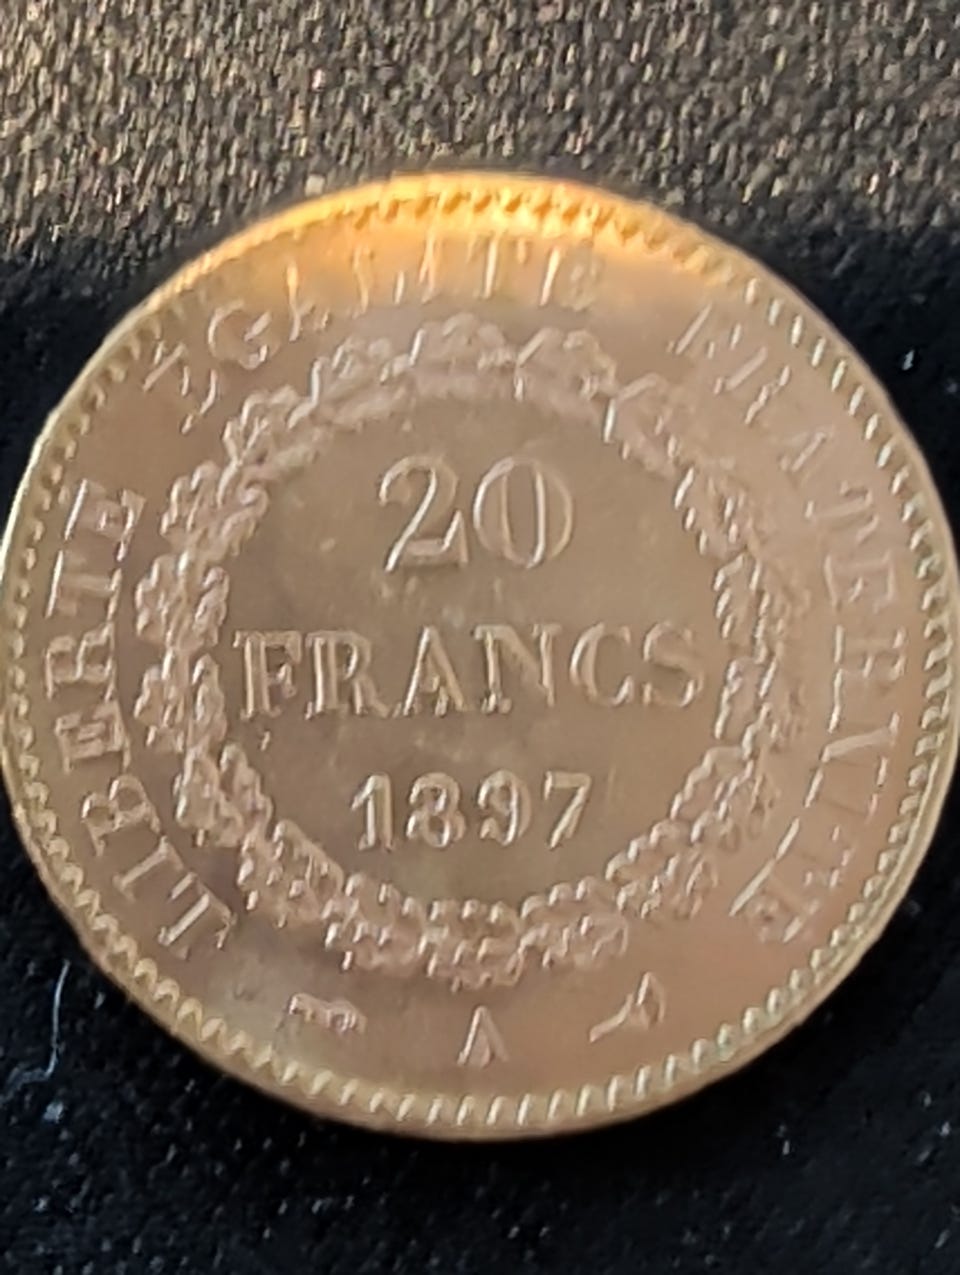 LIBERTE EGALITE FRATERNITE
20
FRANCS
1897
A